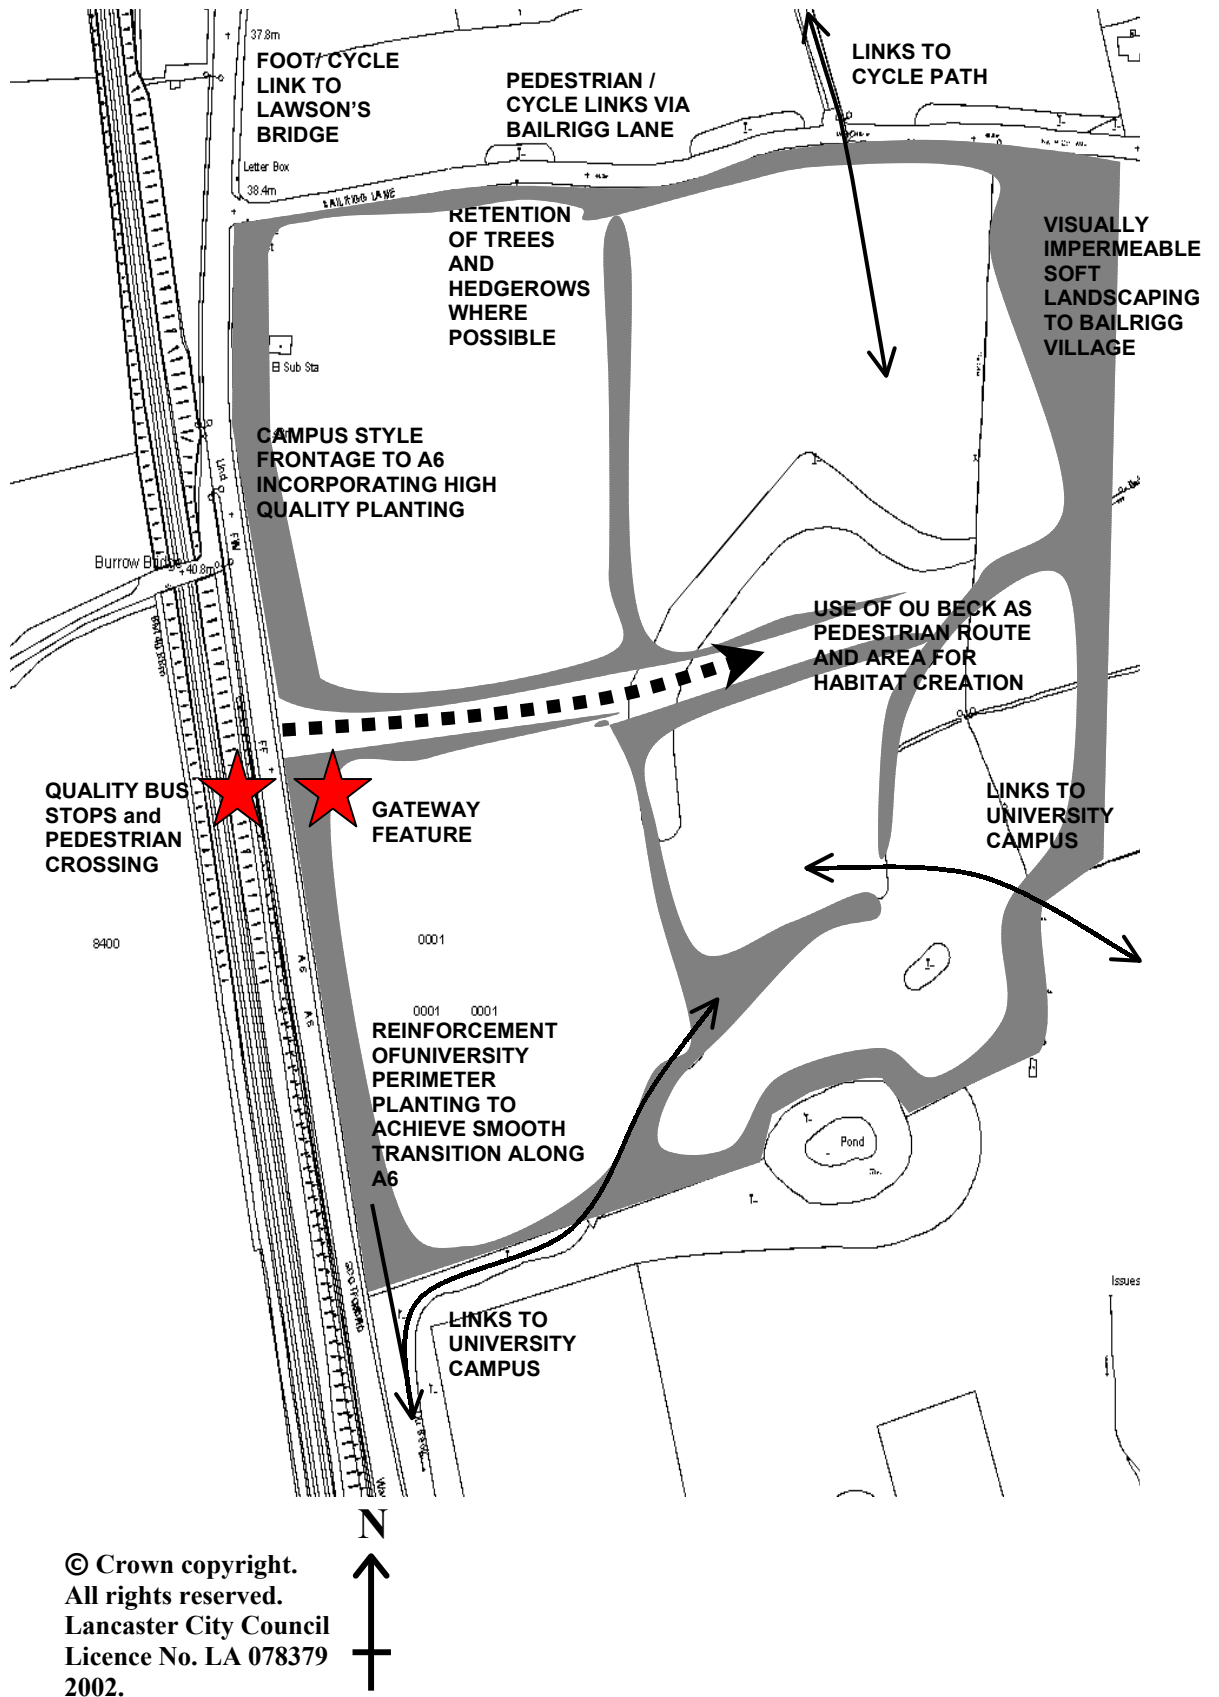 37.8m
FOOT/ CYCLE
LINK TO
LAWSON'S
BRIDGE
PEDESTRIAN /
CYCLE LINKS VIA
BAILRIGG LANE
LINKS TO
CYCLE PATH
Letter Box
38.4m
BAILRIGG LANE
RETENTION
OF TREES
AND
HEDGEROWS
WHERE
POSSIBLE
VISUALLY
IMPERMEABLE
SOFT
LANDSCAPING
TO BAILRIGG
VILLAGE
El Sub Sta
CAMPUS STYLE
FRONTAGE TO A6
INCORPORATING HIGH
QUALITY PLANTING
Und
FW
Burrow Bridge
40.8m
USE OF OU BECK AS
PEDESTRIAN ROUTE
AND AREA FOR
HABITAT CREATION
QUALITY BUS
STOPS and
PEDESTRIAN
CROSSING
GATEWAY
FEATURE
LINKS TO
UNIVERSITY
CAMPUS
8400
0001
A6
A6
0001 0001
REINFORCEMENT
OFUNIVERSITY
PERIMETER
PLANTING TO
ACHIEVE SMOOTH
TRANSITION ALONG
A6
Pond
Issues
LINKS TO
UNIVERSITY
CAMPUS
N
© Crown copyright.
All rights reserved.
Lancaster City Council
Licence No. LA 078379
2002.